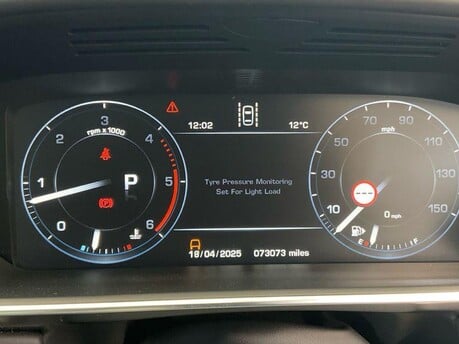 12:02
12°C
rpm x 1000
0
1
2
3
4
5
6
P
(P)
Tyre Pressure Monitoring
Set For Light Load
mph
10
30
50
70
90
110
130
150
0 mph
E
F
18/04/2025
073073 miles